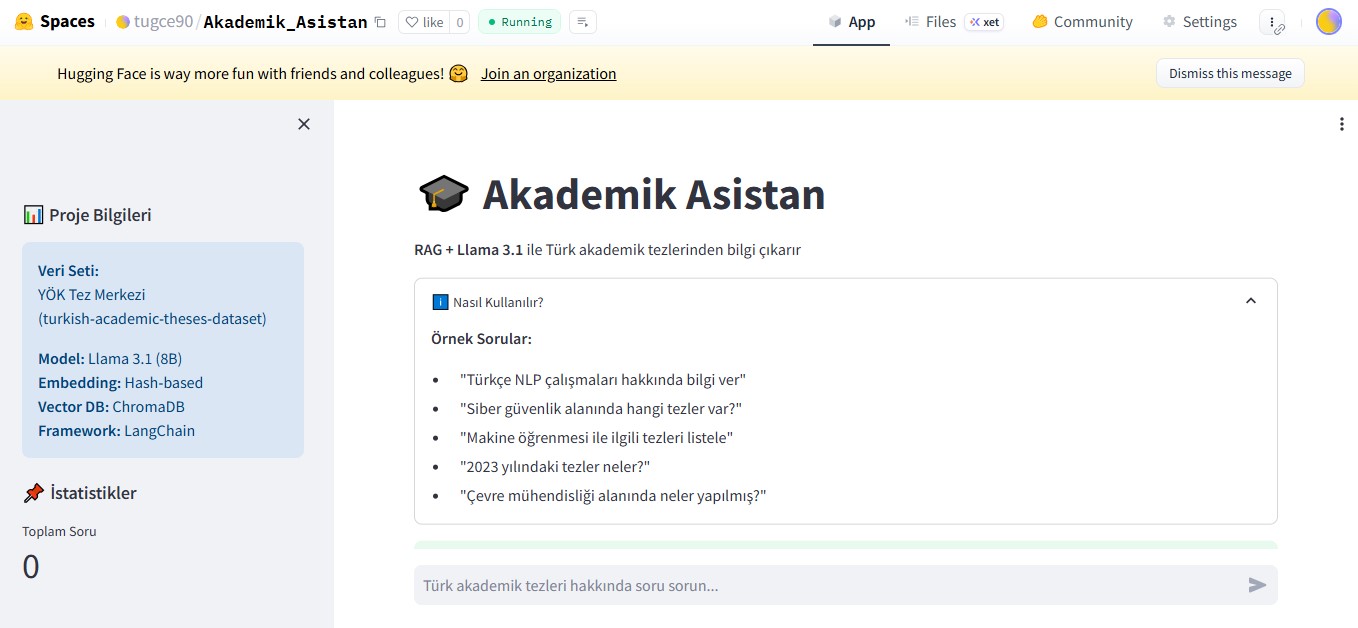 Spaces tugce90/Akademik_Asistan like 0 Running App Files xet Community Settings
Hugging Face is way more fun with friends and colleagues! Join an organization Dismiss this message
Proje Bilgileri
Veri Seti:
YÖK Tez Merkezi
(turkish-academic-theses-dataset)
Model: Llama 3.1 (8B)
Embedding: Hash-based
Vector DB: ChromaDB
Framework: LangChain
İstatistikler
Toplam Soru
0
Akademik Asistan
RAG + Llama 3.1 ile Türk akademik tezlerinden bilgi çıkarır
Nasıl Kullanılır?
Örnek Sorular:
"Türkçe NLP çalışmaları hakkında bilgi ver"
"Siber güvenlik alanında hangi tezler var?"
"Makine öğrenmesi ile ilgili tezleri listele"
"2023 yılındaki tezler neler?"
"Çevre mühendisliği alanında neler yapılmış?"
Türk akademik tezleri hakkında soru sorun...